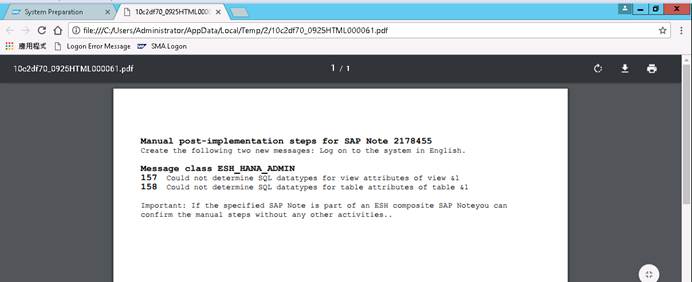 System Preparation
10c2df70_0925HTML000
file:///C:/Users/Administrator/AppData/Local/Temp/2/10c2df70_0925HTML000061.pdf
應用程式 Logon Error Message SMA Logon
10c2df70_0925HTML000061.pdf 1 / 1
Manual post-implementation steps for SAP Note 2178455
Create the following two new messages: Log on to the system in English.
Message class ESH_HANA_ADMIN
157 Could not determine SQL datatypes for view attributes of view &1
158 Could not determine SQL datatypes for table attributes of table &1
Important: If the specified SAP Note is part of an ESH composite SAP Noteyou can
confirm the manual steps without any other activities..